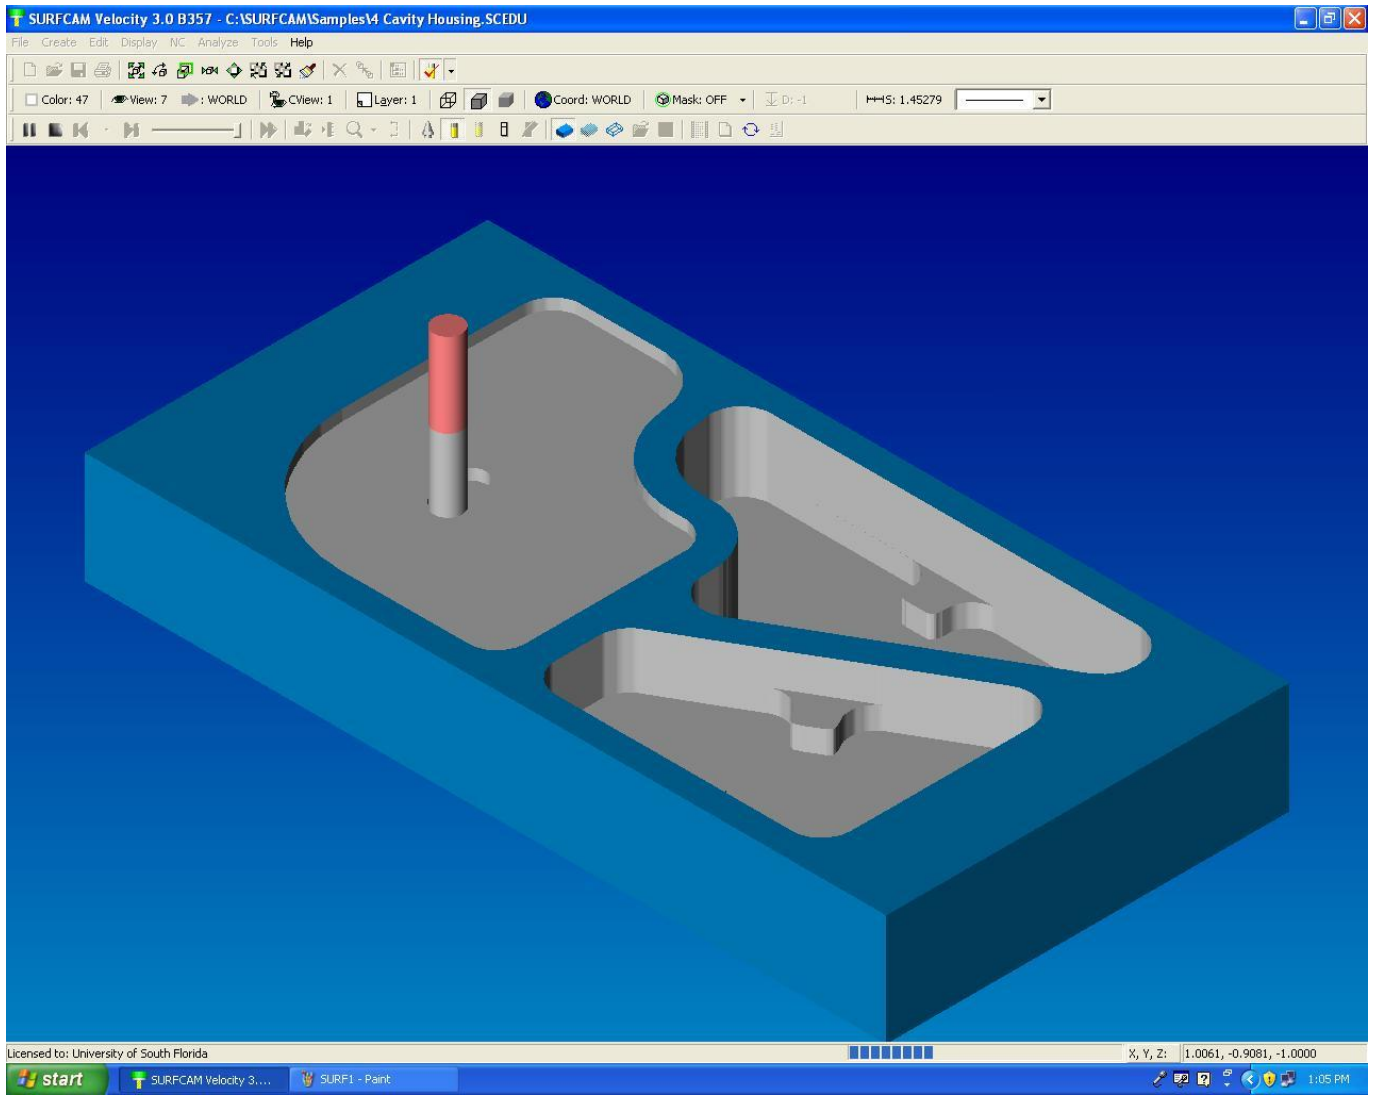 SURFCAM Velocity 3.0 B357 - C:\SURFCAM\Samples\4 Cavity Housing.SCEDU
File Create Edit Display NC Analyze Tools Help
Color: 47 View: 7 : WORLD CView: 1 Layer: 1 Coord: WORLD Mask: OFF D: -1 S: 1.45279
Licensed to: University of South Florida X, Y, Z: 1.0061, -0.9081, -1.0000
start SURFCAM Velocity 3.... SURF1 - Paint 1:05 PM